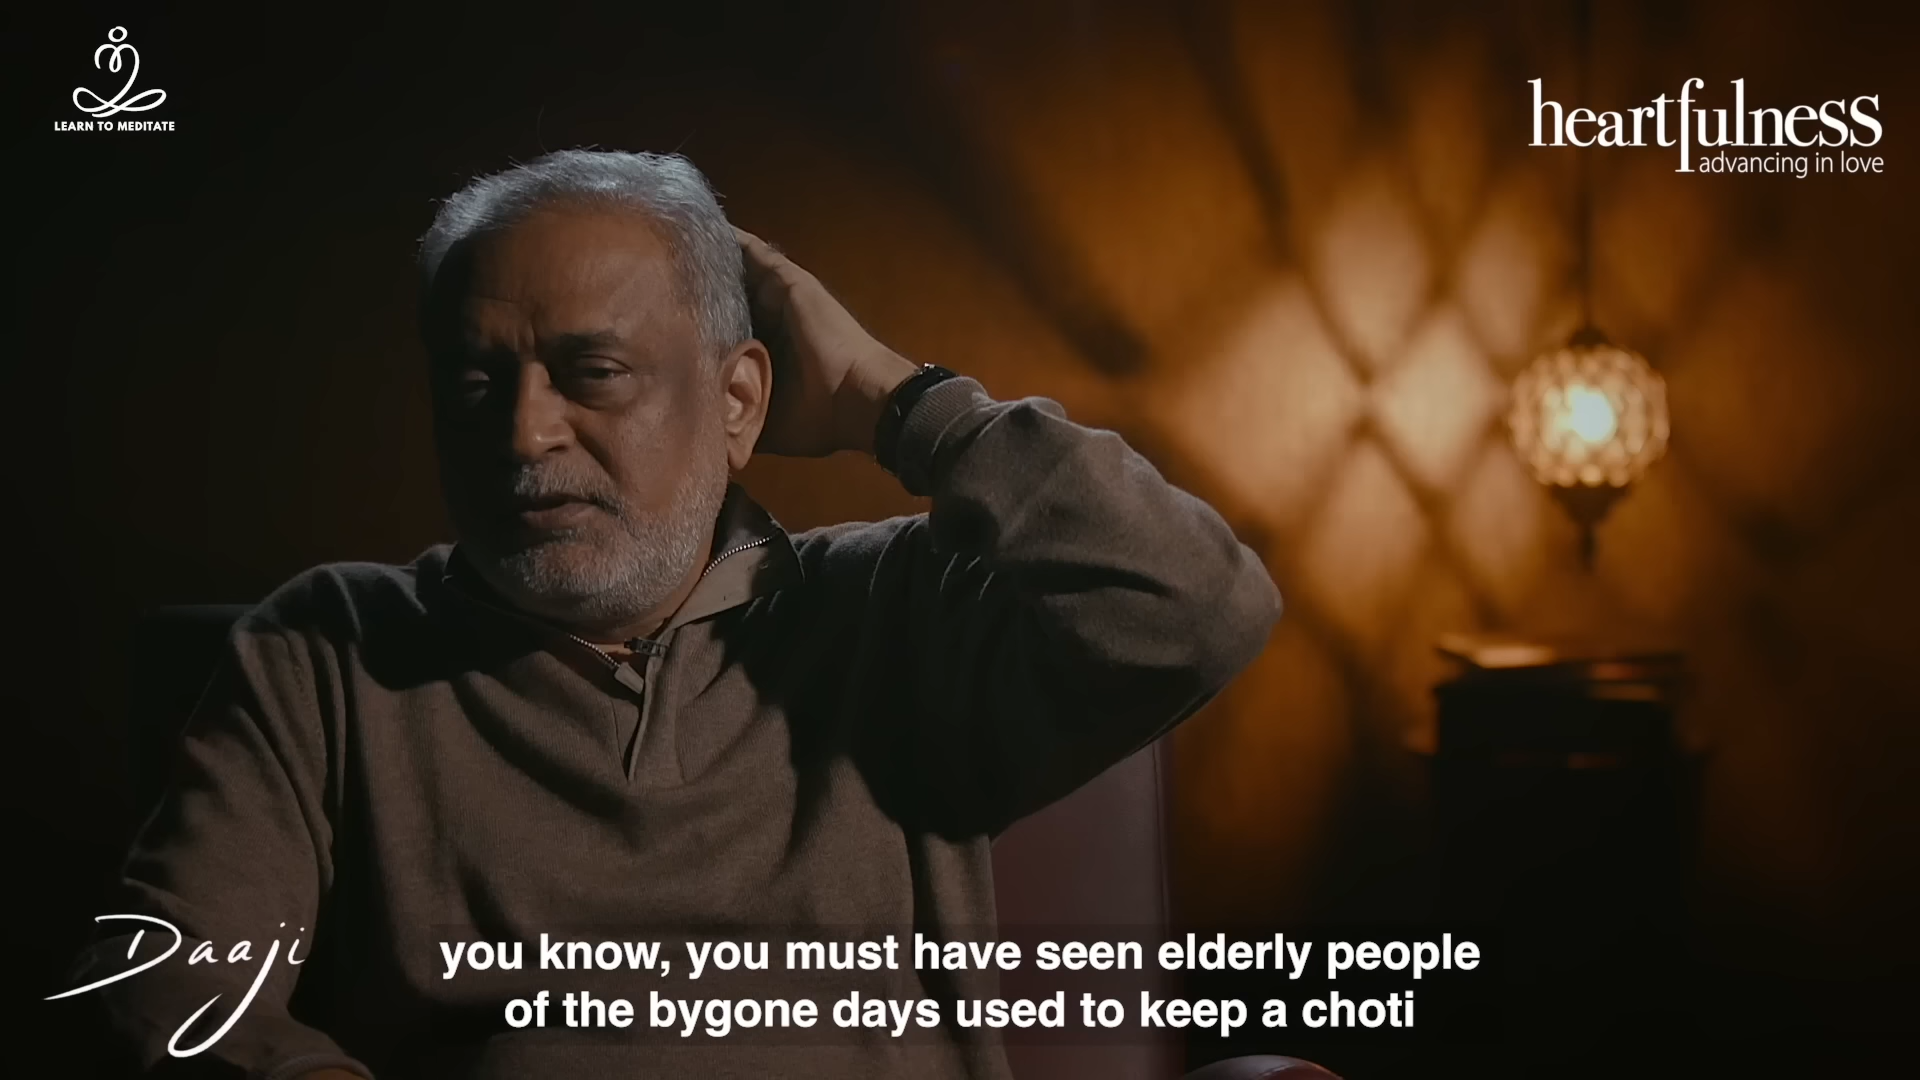 LEARN TO MEDITATE
heartfulness
advancing in love
Daaji
you know, you must have seen elderly people
of the bygone days used to keep a choti